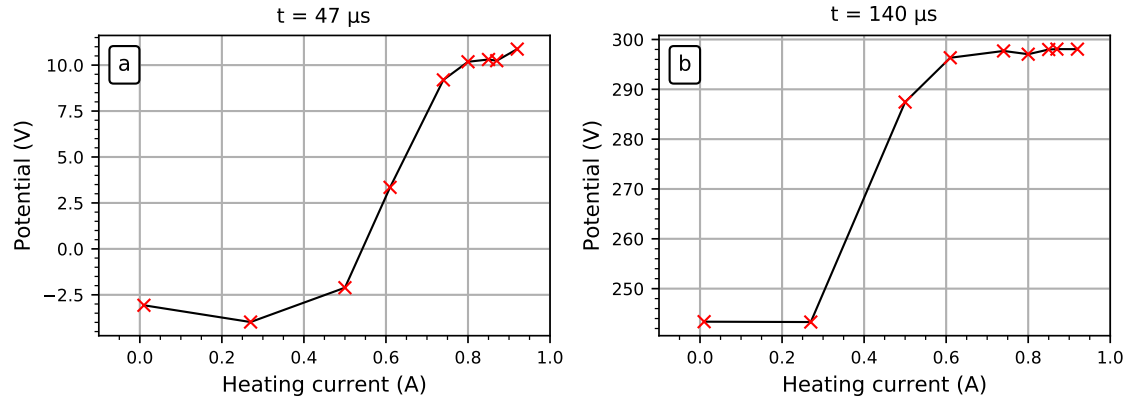 t = 47 µs
a
10.0
7.5
5.0
2.5
0.0
−2.5
Potential (V)
0.0 0.2 0.4 0.6 0.8 1.0
Heating current (A)
t = 140 µs
b
300
290
280
270
260
250
Potential (V)
0.0 0.2 0.4 0.6 0.8 1.0
Heating current (A)